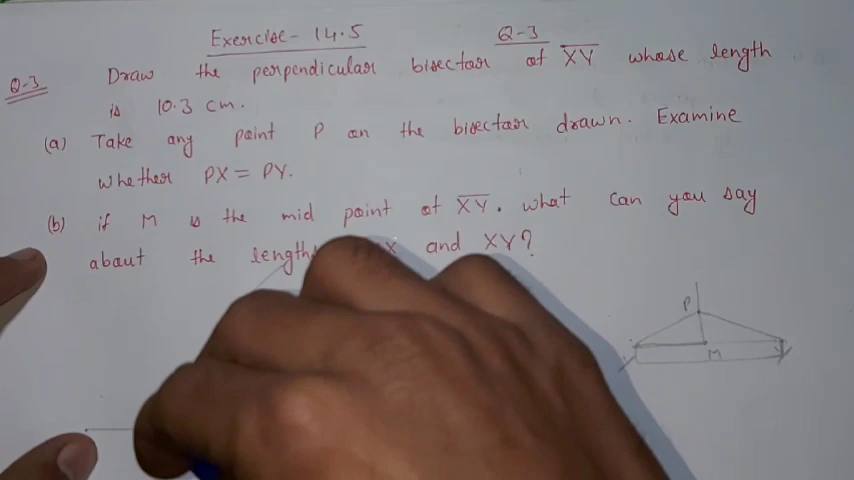 Exercise - 14.5 Q-3
Q-3 Draw the perpendicular bisector of XY whose length
is 10.3 cm.
(a) Take any point P on the bisector drawn. Examine
whether PX = PY.
(b) if M is the mid point of XY. what can you say
about the lengths X and XY?
P
M